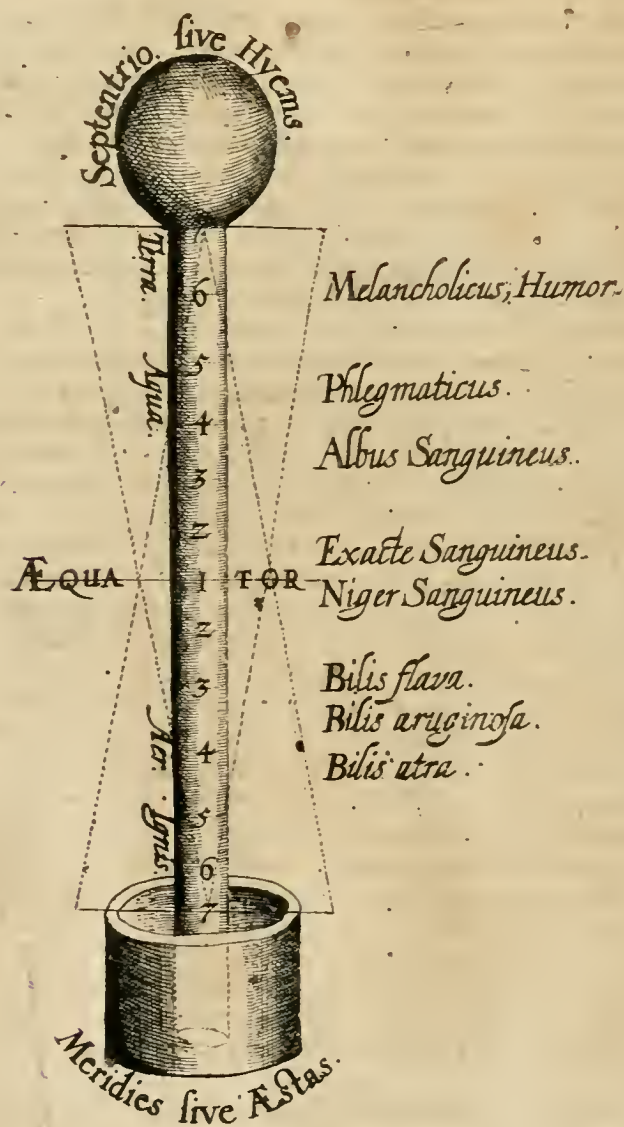 Septentrio. sive Hyems.
Terra.
6
Melancholicus, Humor.
5
Aqua.
Phlegmaticus.
4
Albus Sanguineus.
3
2
Exacte Sanguineus.
ÆQUA 1 TOR
Niger Sanguineus.
2
3
Bilis flava.
Bilis æruginosa.
Aer.
4
Bilis atra.
Ignis.
5
6
7
Meridies sive Æstas.